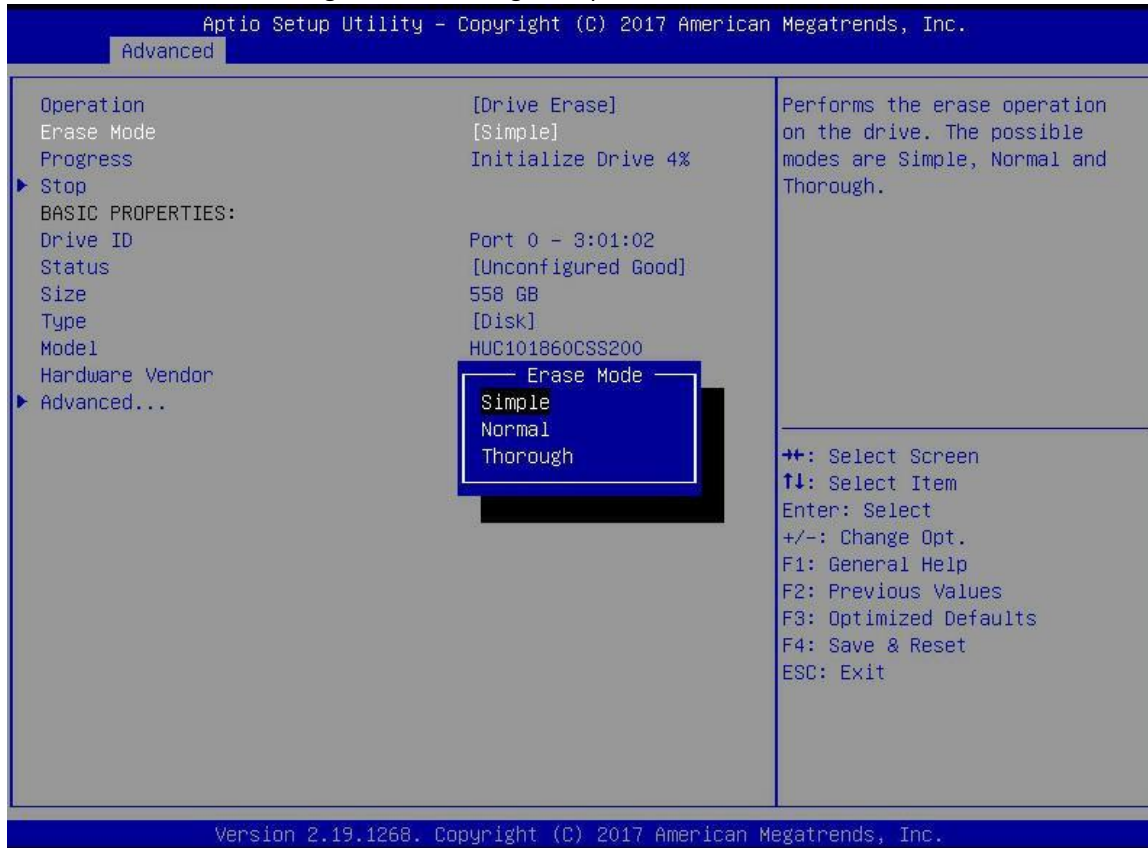 Aptio Setup Utility – Copyright (C) 2017 American Megatrends, Inc.
Advanced
Operation [Drive Erase]
Erase Mode [Simple]
Progress Initialize Drive 4%
Stop
BASIC PROPERTIES:
Drive ID Port 0 – 3:01:02
Status [Unconfigured Good]
Size 558 GB
Type [Disk]
Model HUC101860CSS200
Hardware Vendor
Advanced...
Erase Mode
Simple
Normal
Thorough
Performs the erase operation
on the drive. The possible
modes are Simple, Normal and
Thorough.
→←: Select Screen
↑↓: Select Item
Enter: Select
+/-: Change Opt.
F1: General Help
F2: Previous Values
F3: Optimized Defaults
F4: Save & Reset
ESC: Exit
Version 2.19.1268. Copyright (C) 2017 American Megatrends, Inc.